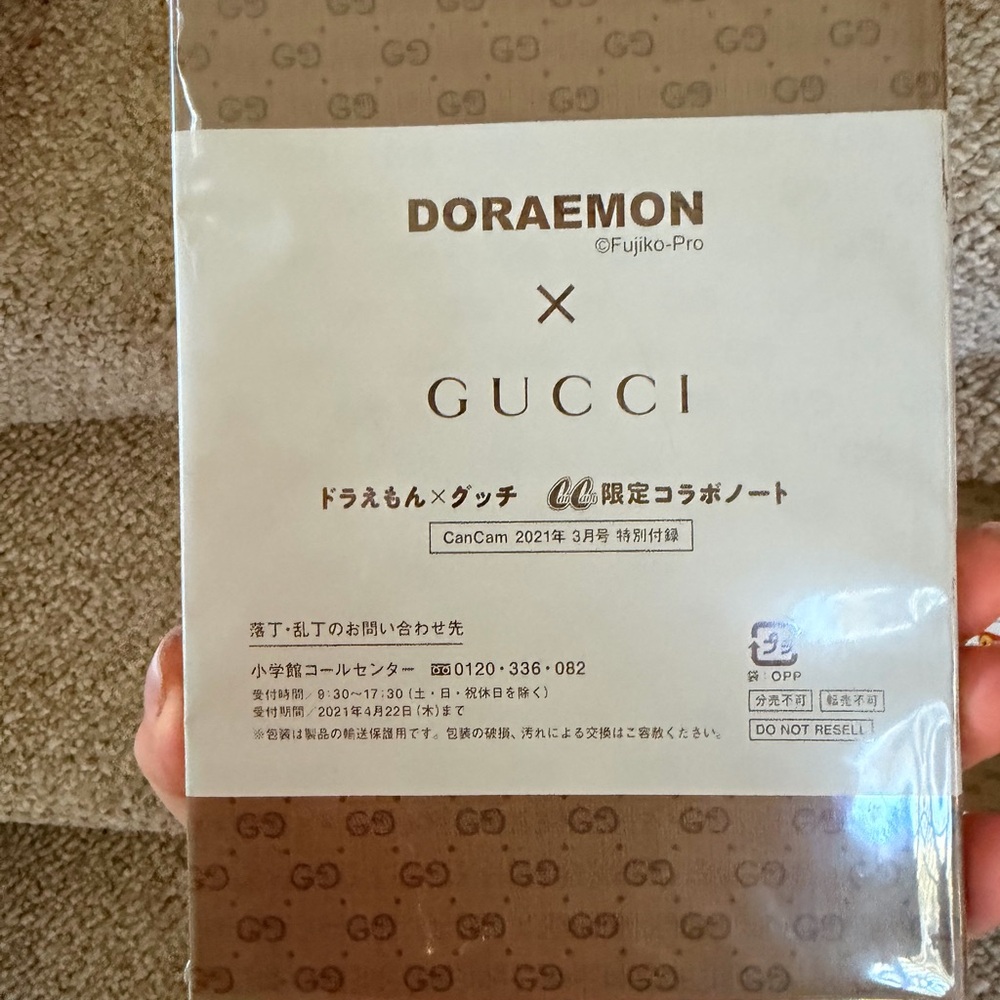 DORAEMON
©Fujiko-Pro
×
GUCCI
ドラえもん×グッチ CanCam限定コラボノート
CanCam 2021年 3月号 特別付録
落丁・乱丁のお問い合わせ先
小学館コールセンター 0120・336・082
受付時間/9:30〜17:30(土・日・祝休日を除く)
受付期間/2021年4月22日(木)まで
※包装は製品の輸送保護用です。包装の破損、汚れによる交換はご容赦ください。
プラ
袋:OPP
分売不可 転売不可
DO NOT RESELL